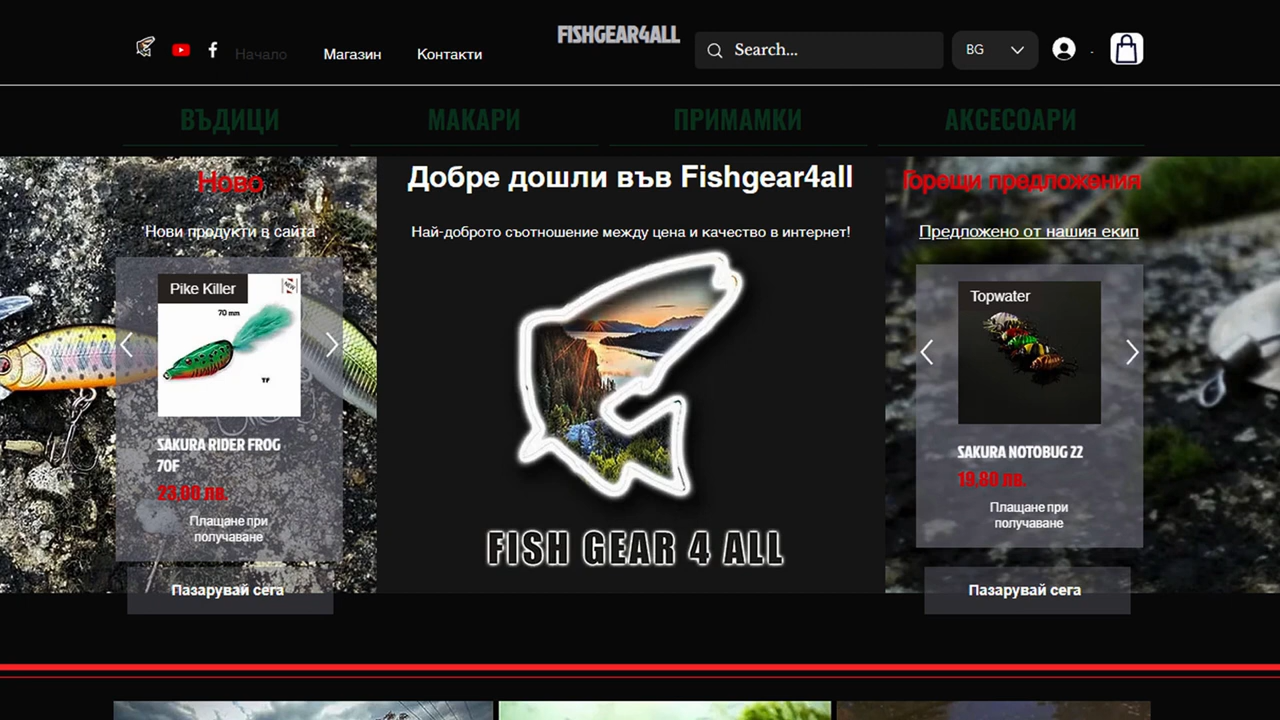 FISHGEAR4ALL
Начало
Магазин
Контакти
Search...
BG
ВЪДИЦИ
МАКАРИ
ПРИМАМКИ
АКСЕСОАРИ
Ново
Нови продукти в сайта
Pike Killer
70 mm
TF
SAKURA RIDER FROG
70F
23,00 лв.
Плащане при
получаване
Пазарувай сега
Добре дошли във Fishgear4all
Най-доброто съотношение между цена и качество в интернет!
FISH GEAR 4 ALL
Горещи предложения
Предложено от нашия екип
Topwater
SAKURA NOTOBUG 22
19,80 лв.
Плащане при
получаване
Пазарувай сега